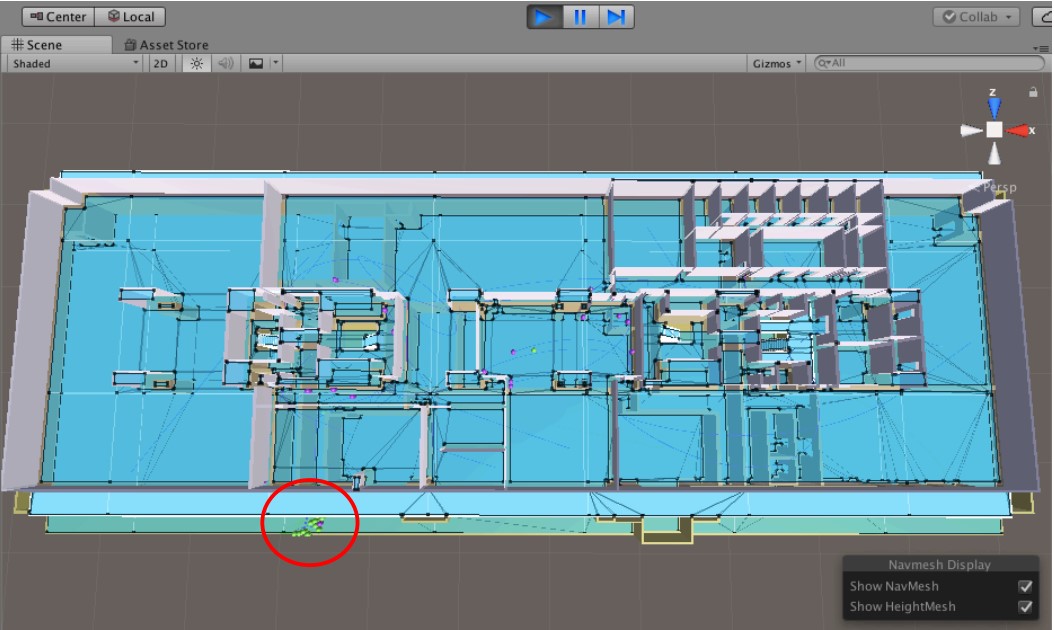 Center Local
Collab
Scene Asset Store
Shaded 2D Gizmos All
z
x
Persp
Navmesh Display
Show NavMesh
Show HeightMesh